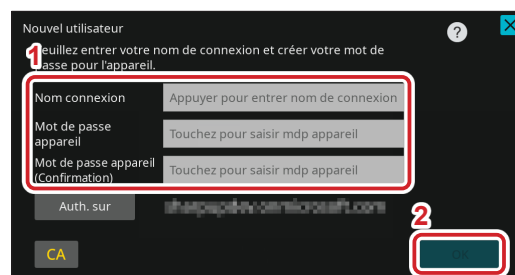 Nouvel utilisateur
?
1
euillez entrer votre nom de connexion et créer votre mot de
asse pour l'appareil.
Nom connexion
Appuyer pour entrer nom de connexion
Mot de passe
appareil
Touchez pour saisir mdp appareil
Mot de passe appareil
(Confirmation)
Touchez pour saisir mdp appareil
Auth. sur
2
CA
OK